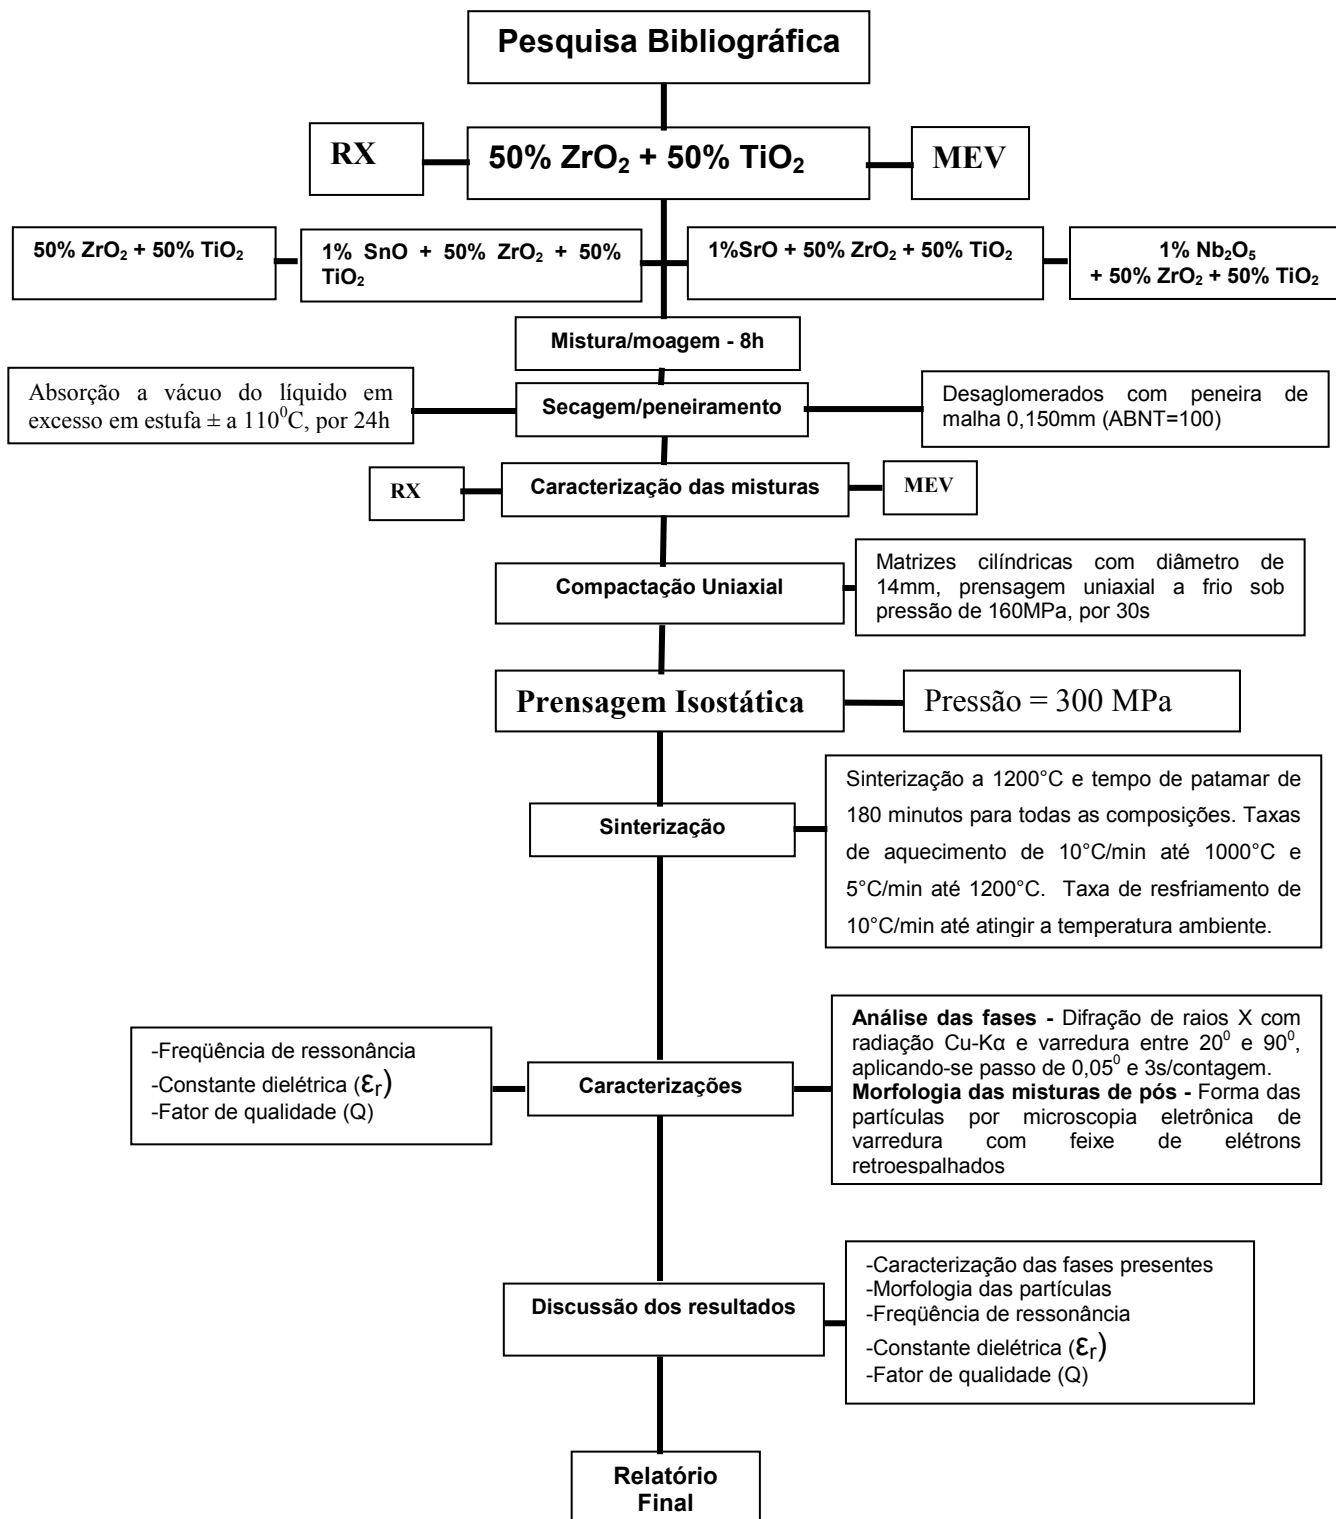 Pesquisa Bibliográfica
RX
50% ZrO₂ + 50% TiO₂
MEV
50% ZrO₂ + 50% TiO₂
1% SnO + 50% ZrO₂ + 50%
TiO₂
1%SrO + 50% ZrO₂ + 50% TiO₂
1% Nb₂O₅
+ 50% ZrO₂ + 50% TiO₂
Mistura/moagem - 8h
Absorção a vácuo do líquido em
excesso em estufa ± a 110⁰C, por 24h
Secagem/peneiramento
Desaglomerados com peneira de
malha 0,150mm (ABNT=100)
RX
Caracterização das misturas
MEV
Compactação Uniaxial
Matrizes cilíndricas com diâmetro de
14mm, prensagem uniaxial a frio sob
pressão de 160MPa, por 30s
Prensagem Isostática
Pressão = 300 MPa
Sinterização
Sinterização a 1200°C e tempo de patamar de
180 minutos para todas as composições. Taxas
de aquecimento de 10°C/min até 1000°C e
5°C/min até 1200°C. Taxa de resfriamento de
10°C/min até atingir a temperatura ambiente.
-Freqüência de ressonância
-Constante dielétrica (εᵣ)
-Fator de qualidade (Q)
Caracterizações
Análise das fases - Difração de raios X com
radiação Cu-Kα e varredura entre 20⁰ e 90⁰,
aplicando-se passo de 0,05⁰ e 3s/contagem.
Morfologia das misturas de pós - Forma das
partículas por microscopia eletrônica de
varredura com feixe de elétrons
retroespalhados
Discussão dos resultados
-Caracterização das fases presentes
-Morfologia das partículas
-Freqüência de ressonância
-Constante dielétrica (εᵣ)
-Fator de qualidade (Q)
Relatório
Final